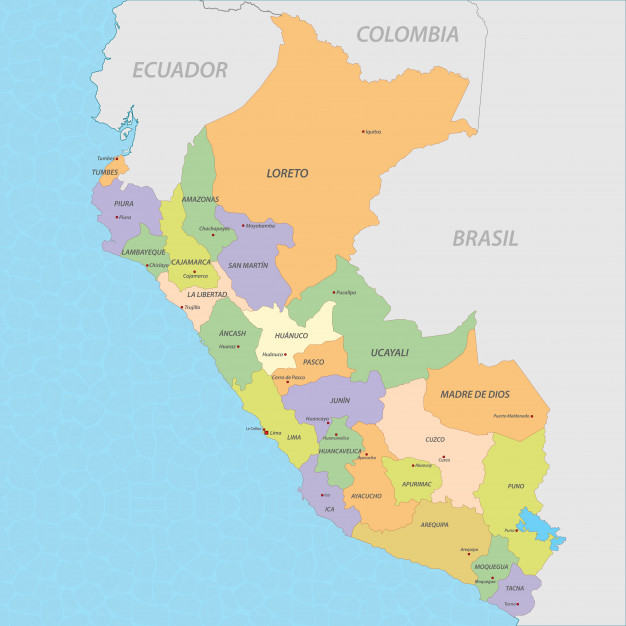 COLOMBIA
ECUADOR
Iquitos
Tumbes
TUMBES
LORETO
AMAZONAS
PIURA
Piura
Chachapoyas
Moyobamba
BRASIL
LAMBAYEQUE
Chiclayo
CAJAMARCA
Cajamarca
SAN MARTÍN
LA LIBERTAD
Trujillo
Pucallpa
ÁNCASH
Huaraz
HUÁNUCO
Huánuco
UCAYALI
PASCO
Cerro de Pasco
JUNÍN
MADRE DE DIOS
Puerto Maldonado
Huancayo
Le Callao
Lima
LIMA
Huancavelica
HUANCAVELICA
CUZCO
Cuzco
Ayacucho
Abancay
APURIMAC
PUNO
Ica
ICA
AYACUCHO
AREQUIPA
Puno
Arequipa
MOQUEGUA
Moquegua
TACNA
Tacna